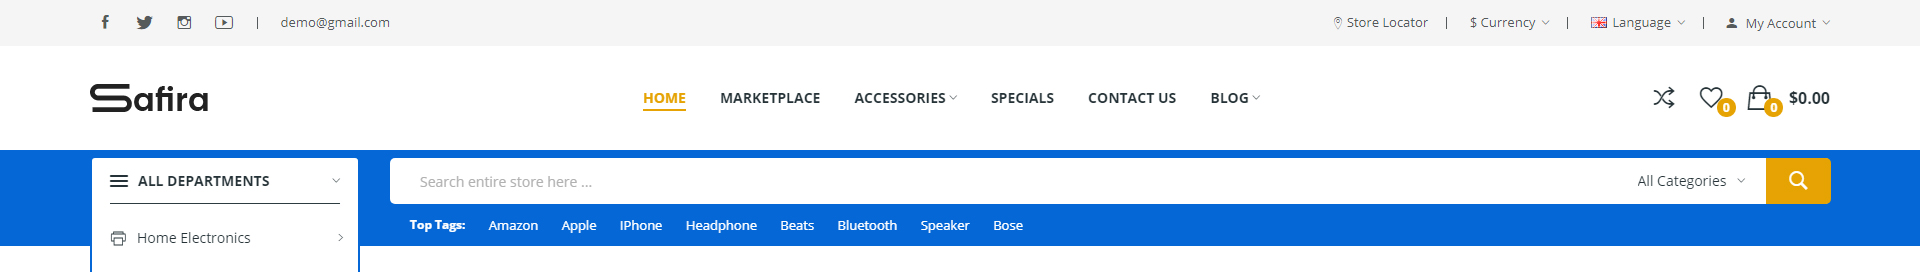 demo@gmail.com Store Locator $ Currency Language My Account
Safira HOME MARKETPLACE ACCESSORIES SPECIALS CONTACT US BLOG 0 0 $0.00
ALL DEPARTMENTS Search entire store here ... All Categories
Top Tags: Amazon Apple IPhone Headphone Beats Bluetooth Speaker Bose
Home Electronics